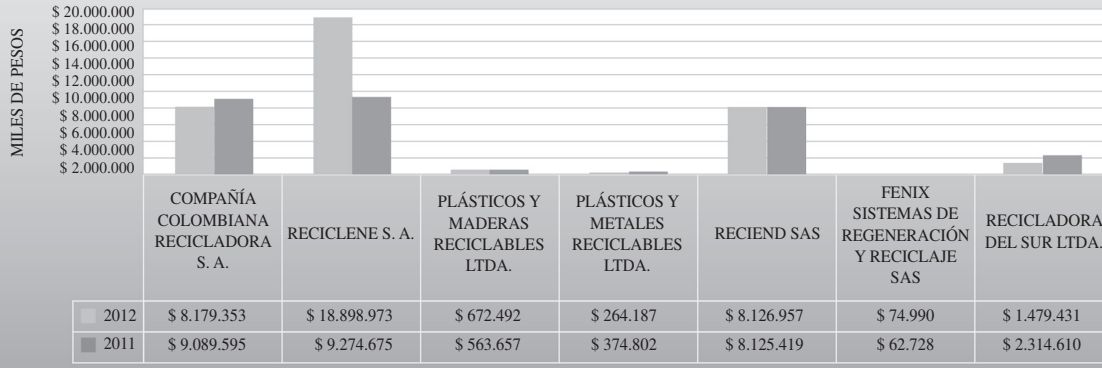 MILES DE PESOS
$ 20.000.000
$ 18.000.000
$ 16.000.000
$ 14.000.000
$ 12.000.000
$ 10.000.000
$ 8.000.000
$ 6.000.000
$ 4.000.000
$ 2.000.000
COMPAÑÍA
COLOMBIANA
RECICLADORA
S. A.
RECICLENE S. A.
PLÁSTICOS Y
MADERAS
RECICLABLES
LTDA.
PLÁSTICOS Y
METALES
RECICLABLES
LTDA.
RECIEND SAS
FENIX
SISTEMAS DE
REGENERACIÓN
Y RECICLAJE
SAS
RECICLADORA
DEL SUR LTDA.
2012 $ 8.179.353 $ 18.898.973 $ 672.492 $ 264.187 $ 8.126.957 $ 74.990 $ 1.479.431
2011 $ 9.089.595 $ 9.274.675 $ 563.657 $ 374.802 $ 8.125.419 $ 62.728 $ 2.314.610